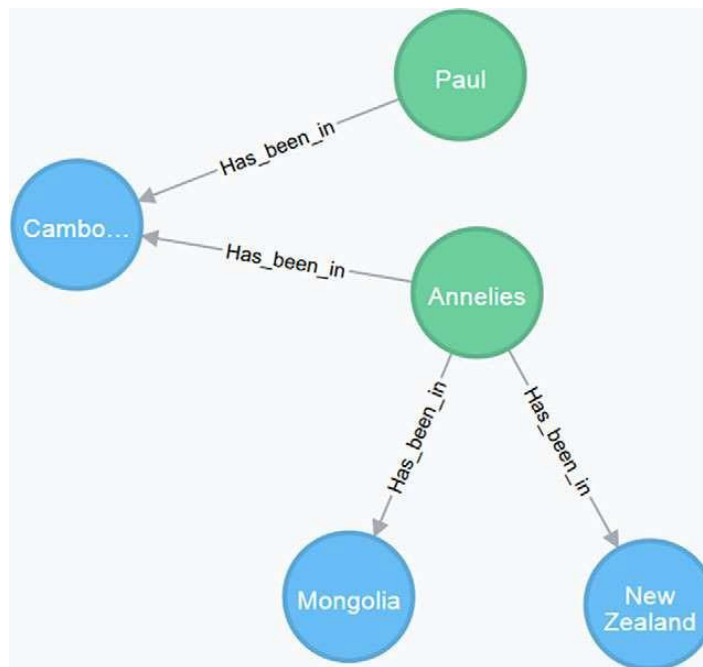 Paul
Has_been_in
Cambo...
Has_been_in
Annelies
Has_been_in
Has_been_in
Mongolia
New
Zealand